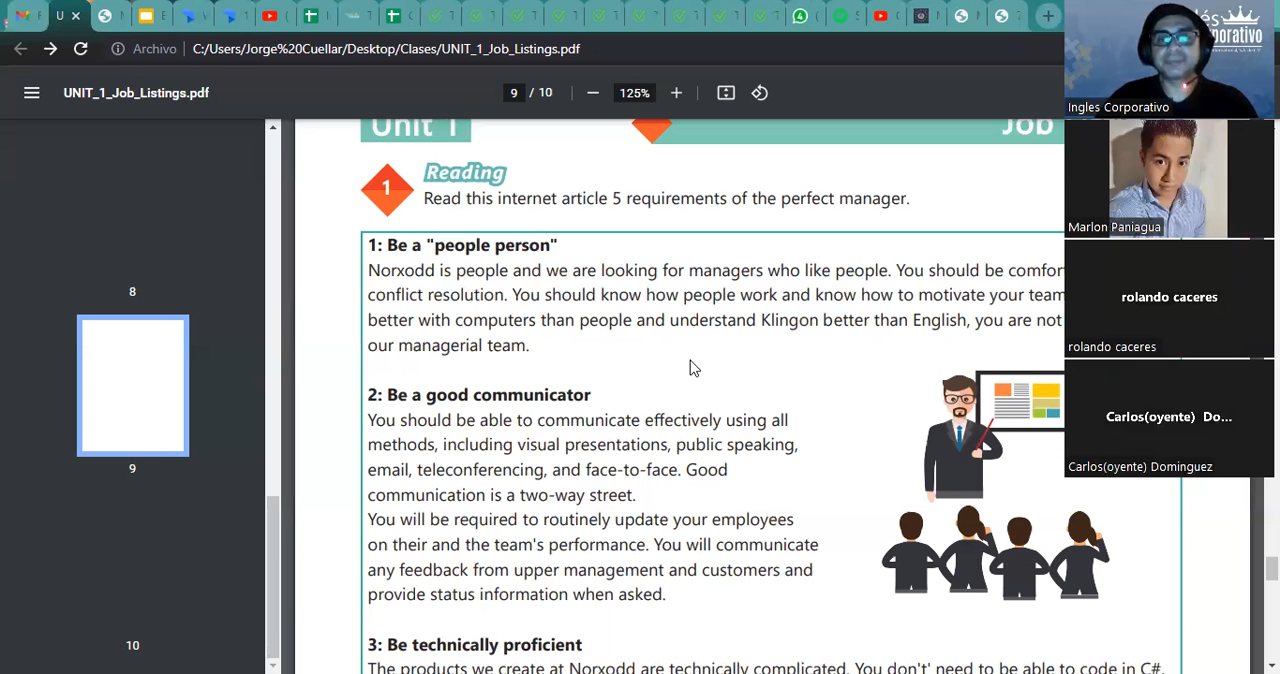 Archivo
C:/Users/Jorge%20Cuellar/Desktop/Clases/UNIT_1_Job_Listings.pdf
UNIT_1_Job_Listings.pdf
9 / 10
125%
Unit 1
Job
1
Reading
Read this internet article 5 requirements of the perfect manager.
1: Be a "people person"
Norxodd is people and we are looking for managers who like people. You should be comfor
conflict resolution. You should know how people work and know how to motivate your team
better with computers than people and understand Klingon better than English, you are not
our managerial team.
2: Be a good communicator
You should be able to communicate effectively using all
methods, including visual presentations, public speaking,
email, teleconferencing, and face-to-face. Good
communication is a two-way street.
You will be required to routinely update your employees
on their and the team's performance. You will communicate
any feedback from upper management and customers and
provide status information when asked.
3: Be technically proficient
The products we create at Norxodd are technically complicated. You don't' need to be able to code in C#.
8
9
10
orporativo
Ingles Corporativo
Marlon Paniagua
rolando caceres
rolando caceres
Carlos(oyente) Do...
Carlos(oyente) Dominguez